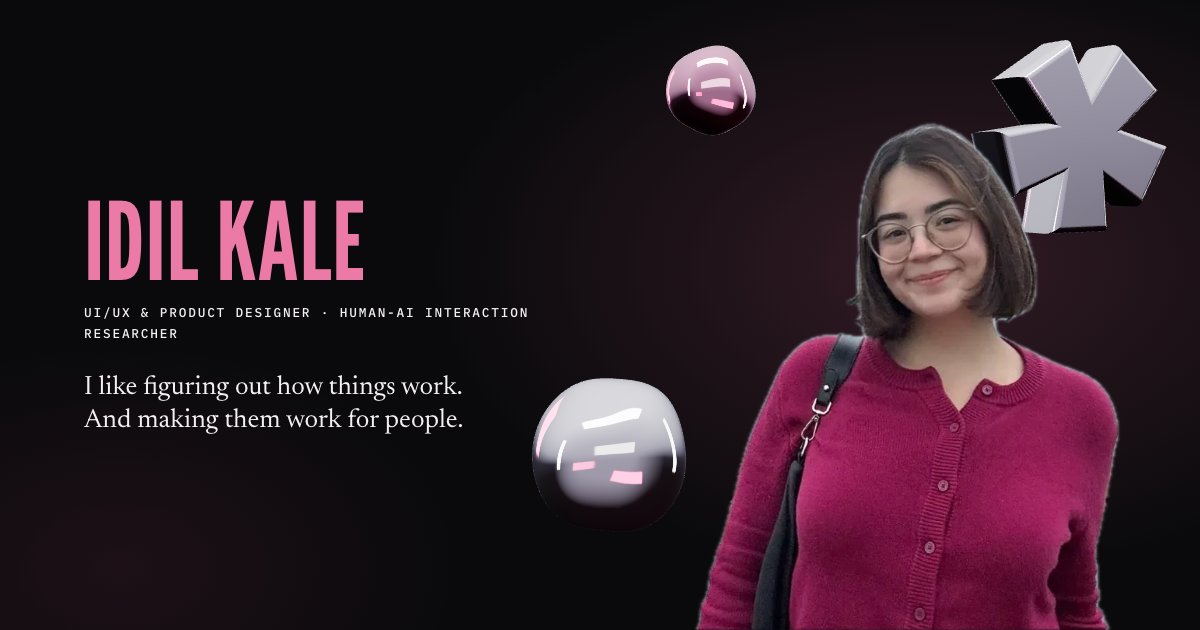 IDIL KALE
UI/UX & PRODUCT DESIGNER · HUMAN-AI INTERACTION
RESEARCHER
I like figuring out how things work.
And making them work for people.